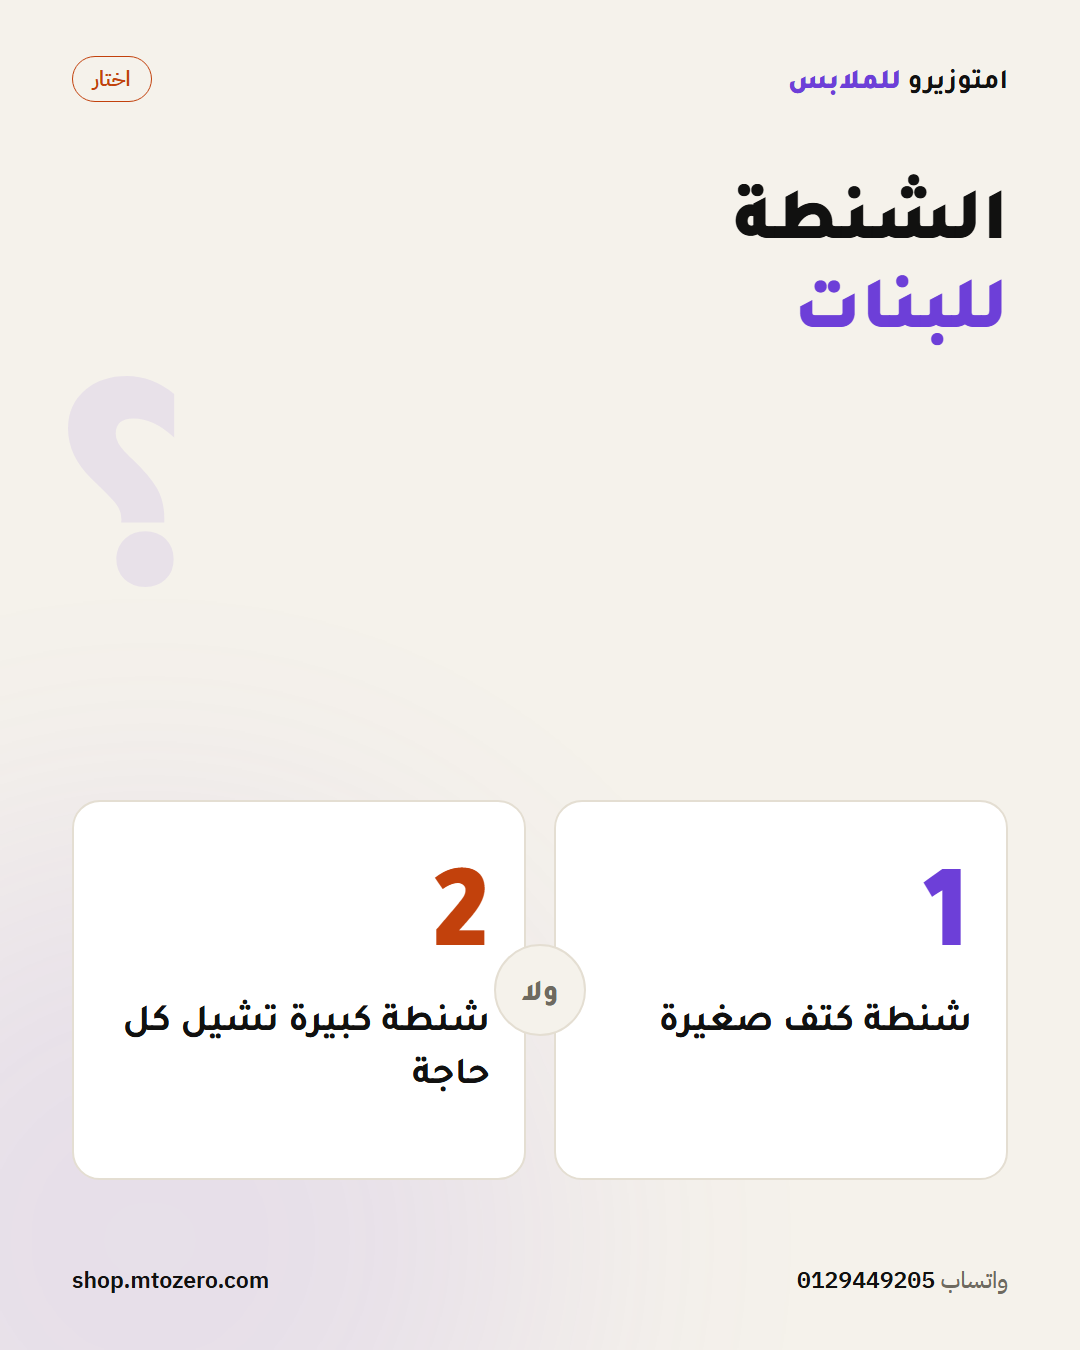 امتوزيرو للملابس
اختار
الشنطة
للبنات
؟
1
شنطة كتف صغيرة
ولا
2
شنطة كبيرة تشيل كل
حاجة
واتساب 0129449205
shop.mtozero.com